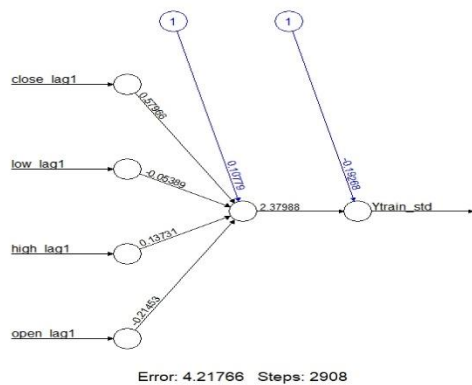 1
1
close_lag1
0.57966
low_lag1
-0.05389
0.10779
-0.19268
2.37988
Ytrain_std
high_lag1
0.13731
-0.21453
open_lag1
Error: 4.21766 Steps: 2908